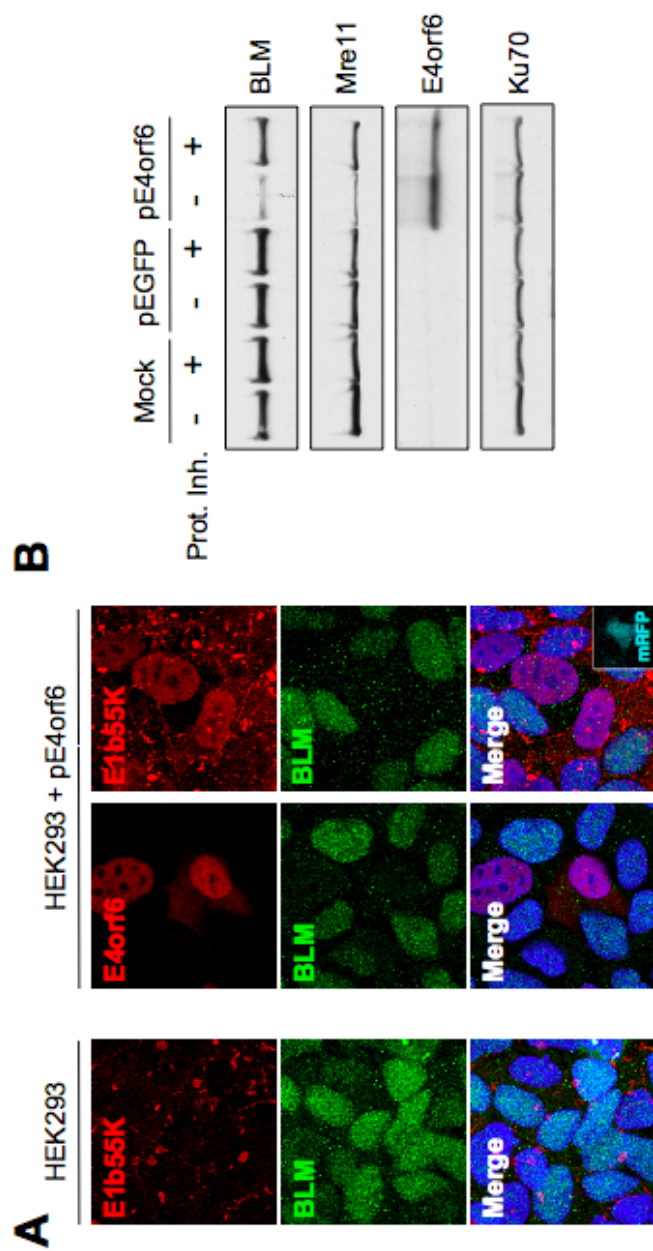 A
HEK293
HEK293 + pE4orf6
E1b55K
E4orf6
E1b55K
BLM
BLM
BLM
Merge
Merge
Merge
mRFP
B
Mock pEGFP pE4orf6
Prot. Inh. - + - + - +
BLM
Mre11
E4orf6
Ku70